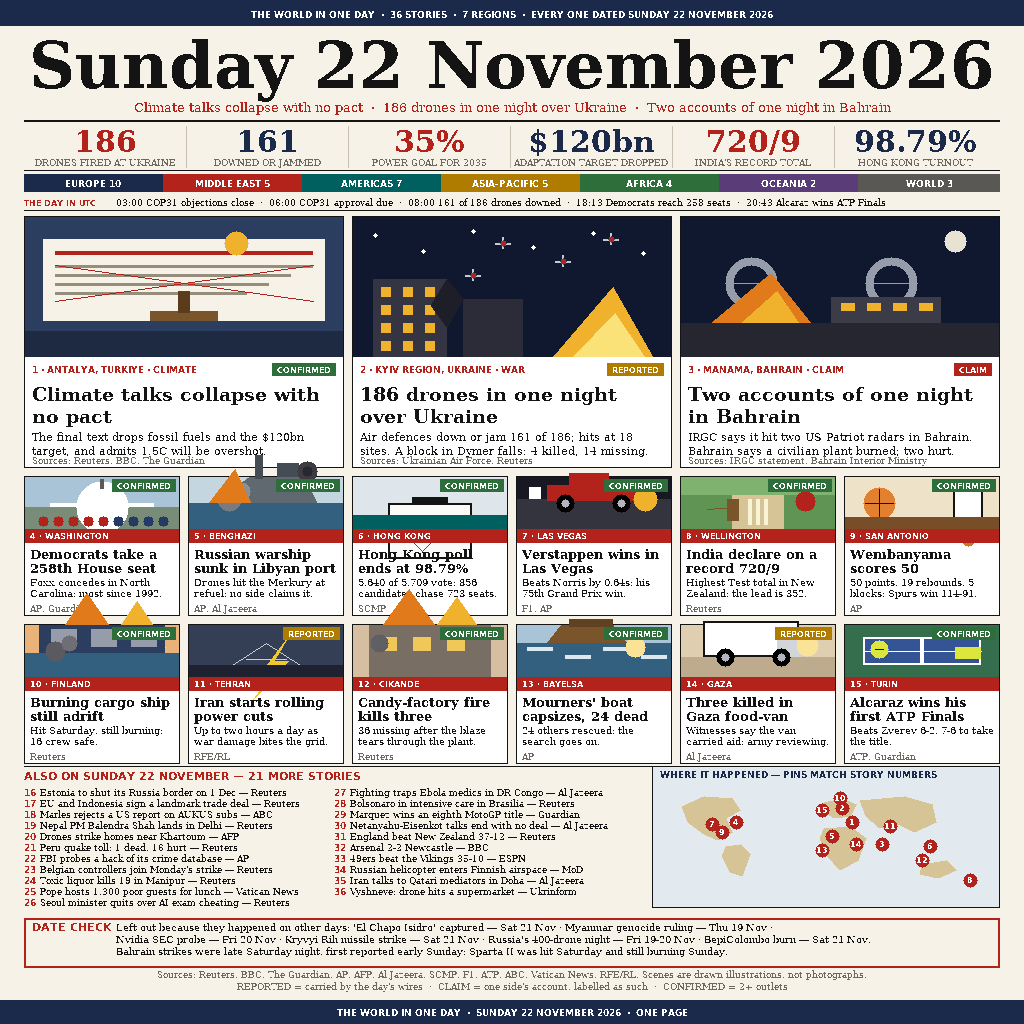 THE WORLD IN ONE DAY · 36 STORIES · 7 REGIONS · EVERY ONE DATED SUNDAY 22 NOVEMBER 2026
Sunday 22 November 2026
Climate talks collapse with no pact · 186 drones in one night over Ukraine · Two accounts of one night in Bahrain
186
DRONES FIRED AT UKRAINE
161
DOWNED OR JAMMED
35%
POWER GOAL FOR 2035
$120bn
ADAPTATION TARGET DROPPED
720/9
INDIA'S RECORD TOTAL
98.79%
HONG KONG TURNOUT
EUROPE 10
MIDDLE EAST 5
AMERICAS 7
ASIA-PACIFIC 5
AFRICA 4
OCEANIA 2
WORLD 3
THE DAY IN UTC
03:00 COP31 objections close · 06:00 COP31 approval due · 08:00 161 of 186 drones downed · 18:13 Democrats reach 258 seats · 20:43 Alcaraz wins ATP Finals
1 · ANTALYA, TURKIYE · CLIMATE
CONFIRMED
Climate talks collapse with
no pact
The final text drops fossil fuels and the $120bn
target, and admits 1.5C will be overshot.
Sources: Reuters, BBC, The Guardian
2 · KYIV REGION, UKRAINE · WAR
REPORTED
186 drones in one night
over Ukraine
Air defences down or jam 161 of 186; hits at 18
sites. A block in Dymer falls: 4 killed, 14 missing.
Sources: Ukrainian Air Force, Reuters
3 · MANAMA, BAHRAIN · CLAIM
CLAIM
Two accounts of one night
in Bahrain
IRGC says it hit two US Patriot radars in Bahrain.
Bahrain says a civilian plant burned; two hurt.
Sources: IRGC statement, Bahrain Interior Ministry
CONFIRMED
4 · WASHINGTON
Democrats take a
258th House seat
Foxx concedes in North
Carolina: most since 1992.
AP, Guardi
CONFIRMED
5 · BENGHAZI
Russian warship
sunk in Libyan port
Drones hit the Merkury at
refuel; no side claims it.
AP, Al Jazeera
CONFIRMED
6 · HONG KONG
Hong Kong poll
ends at 98.79%
5,640 of 5,709 vote; 856
candidates chase 723 seats.
SCMP
CONFIRMED
7 · LAS VEGAS
Verstappen wins in
Las Vegas
Beats Norris by 0.64s: his
75th Grand Prix win.
F1, AP
CONFIRMED
8 · WELLINGTON
India declare on a
record 720/9
Highest Test total in New
Zealand: the lead is 352.
Reuters
CONFIRMED
9 · SAN ANTONIO
Wembanyama
scores 50
50 points, 19 rebounds, 5
blocks: Spurs win 114-91.
AP
CONFIRMED
10 · FINLAND
Burning cargo ship
still adrift
Hit Saturday, still burning:
16 crew safe.
Reuters
REPORTED
11 · TEHRAN
Iran starts rolling
power cuts
Up to two hours a day as
war damage bites the grid.
RFE/RL
CONFIRMED
12 · CIKANDE
Candy-factory fire
kills three
36 missing after the blaze
tears through the plant.
Reuters
CONFIRMED
13 · BAYELSA
Mourners' boat
capsizes, 24 dead
24 others rescued: the
search goes on.
AP
REPORTED
14 · GAZA
Three killed in
Gaza food-van
Witnesses say the van
carried aid: army reviewing.
Al Jazeera
CONFIRMED
15 · TURIN
Alcaraz wins his
first ATP Finals
Beats Zverev 6-2, 7-6 to take
the title.
ATP, Guardian
ALSO ON SUNDAY 22 NOVEMBER — 21 MORE STORIES
16 Estonia to shut its Russia border on 1 Dec — Reuters
17 EU and Indonesia sign a landmark trade deal — Reuters
18 Marles rejects a US report on AUKUS subs — ABC
19 Nepal PM Balendra Shah lands in Delhi — Reuters
20 Drones strike homes near Khartoum — AFP
21 Peru quake toll: 1 dead, 16 hurt — Reuters
22 FBI probes a hack of its crime database — AP
23 Belgian controllers join Monday's strike — Reuters
24 Toxic liquor kills 19 in Manipur — Reuters
25 Pope hosts 1,300 poor guests for lunch — Vatican News
26 Seoul minister quits over AI exam cheating — Reuters
27 Fighting traps Ebola medics in DR Congo — Al Jazeera
28 Bolsonaro in intensive care in Brasilia — Reuters
29 Marquez wins an eighth MotoGP title — Guardian
30 Netanyahu-Eisenkot talks end with no deal — Al Jazeera
31 England beat New Zealand 37-12 — Reuters
32 Arsenal 2-2 Newcastle — BBC
33 49ers beat the Vikings 35-10 — ESPN
34 Russian helicopter enters Finnish airspace — MoD
35 Iran talks to Qatari mediators in Doha — Al Jazeera
36 Vyshneve: drone hits a supermarket — Ukrinform
WHERE IT HAPPENED — PINS MATCH STORY NUMBERS
10
15
2
7
4
1
11
9
5
14
3
6
13
12
8
DATE CHECK
Left out because they happened on other days: 'El Chapo Isidro' captured — Sat 21 Nov · Myanmar genocide ruling — Thu 19 Nov ·
Nvidia SEC probe — Fri 20 Nov · Kryvyi Rih missile strike — Sat 21 Nov · Russia's 400-drone night — Fri 19-20 Nov · BepiColombo burn — Sat 21 Nov.
Bahrain strikes were late Saturday night, first reported early Sunday; Sparta II was hit Saturday and still burning Sunday.
Sources: Reuters, BBC, The Guardian, AP, AFP, Al Jazeera, SCMP, F1, ATP, ABC, Vatican News, RFE/RL. Scenes are drawn illustrations, not photographs.
REPORTED = carried by the day's wires · CLAIM = one side's account, labelled as such · CONFIRMED = 2+ outlets
THE WORLD IN ONE DAY · SUNDAY 22 NOVEMBER 2026 · ONE PAGE